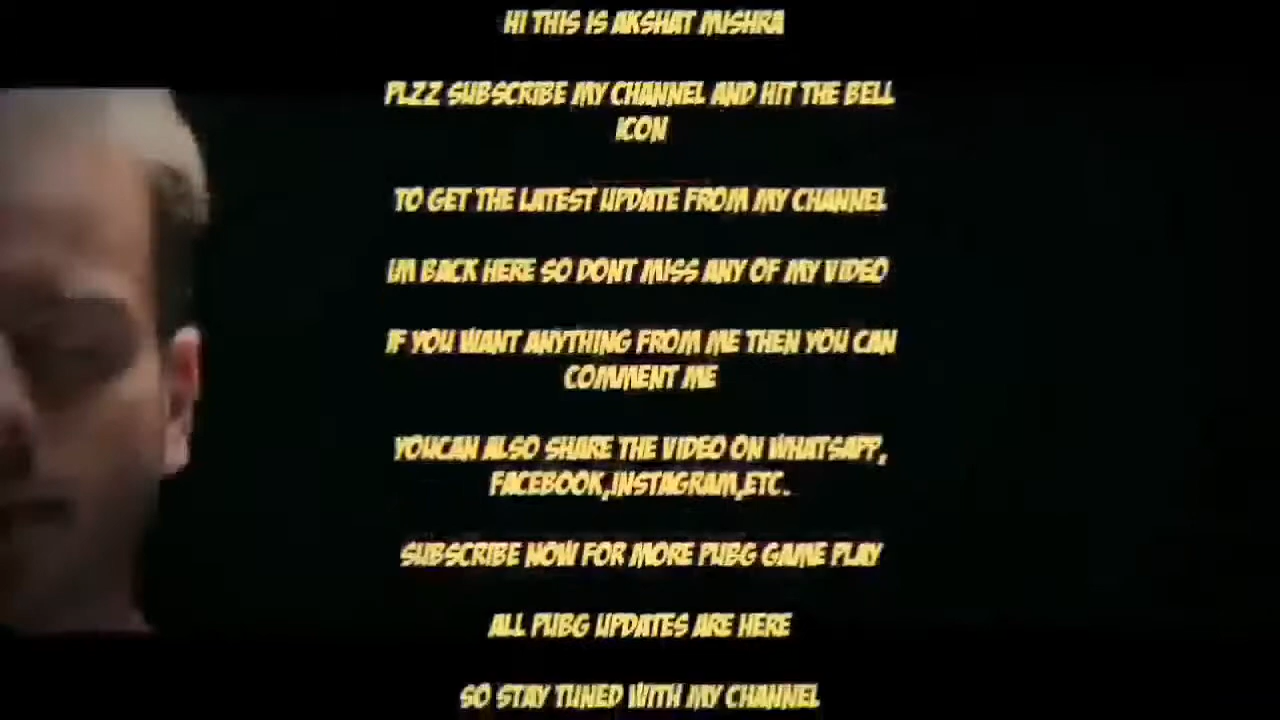 HI THIS IS AKSHAT MISHRA
PLZZ SUBSCRIBE MY CHANNEL AND HIT THE BELL
ICON
TO GET THE LATEST UPDATE FROM MY CHANNEL
IM BACK HERE SO DONT MISS ANY OF MY VIDEO
IF YOU WANT ANYTHING FROM ME THEN YOU CAN
COMMENT ME
YOUCAN ALSO SHARE THE VIDEO ON WHATSAPP,
FACEBOOK,INSTAGRAM,ETC.
SUBSCRIBE NOW FOR MORE PUBG GAME PLAY
ALL PUBG UPDATES ARE HERE
SO STAY TUNED WITH MY CHANNEL